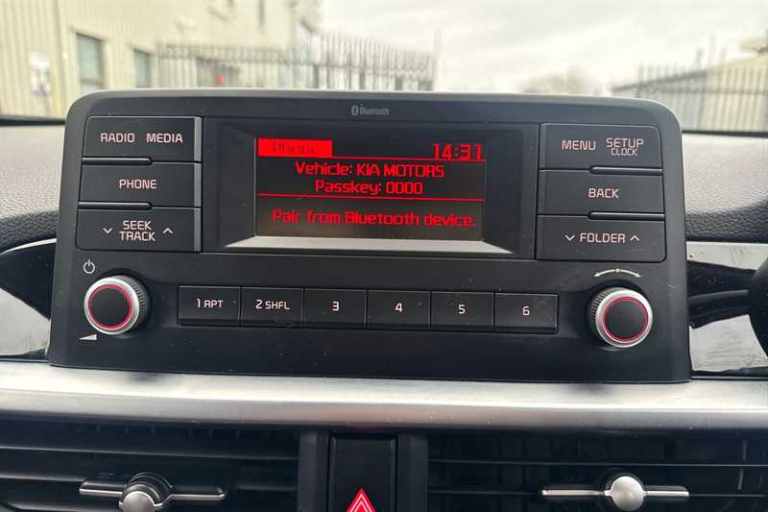 Bluetooth
RADIO MEDIA
PHONE
SEEK
TRACK
14:37
Vehicle: KIA MOTORS
Passkey: 0000
Pair from Bluetooth device.
MENU SETUP
CLOCK
BACK
FOLDER
1 RPT 2 SHFL 3 4 5 6